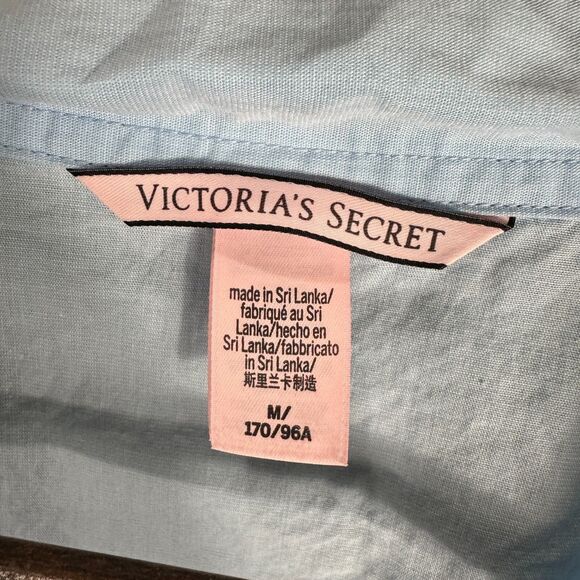 VICTORIA'S SECRET
made in Sri Lanka/
fabriqué au Sri
Lanka/hecho en
Sri Lanka/fabbricato
in Sri Lanka/
斯里兰卡制造
M/
170/96A